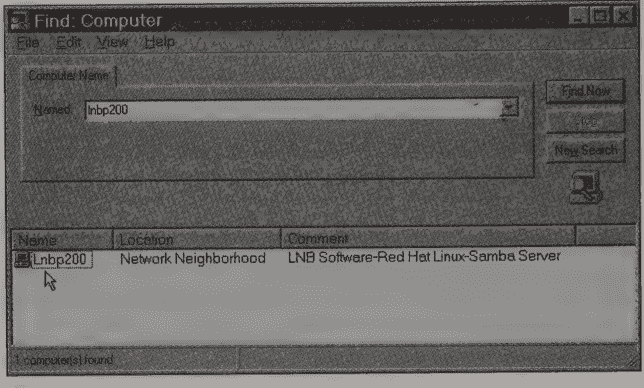 Find: Computer
File Edit View Help
Computer Name
Named: lnbp200
Find Now
Stop
New Search
Name Location Comment
Lnbp200 Network Neighborhood LNB Software-Red Hat Linux-Samba Server
1 computer(s) found